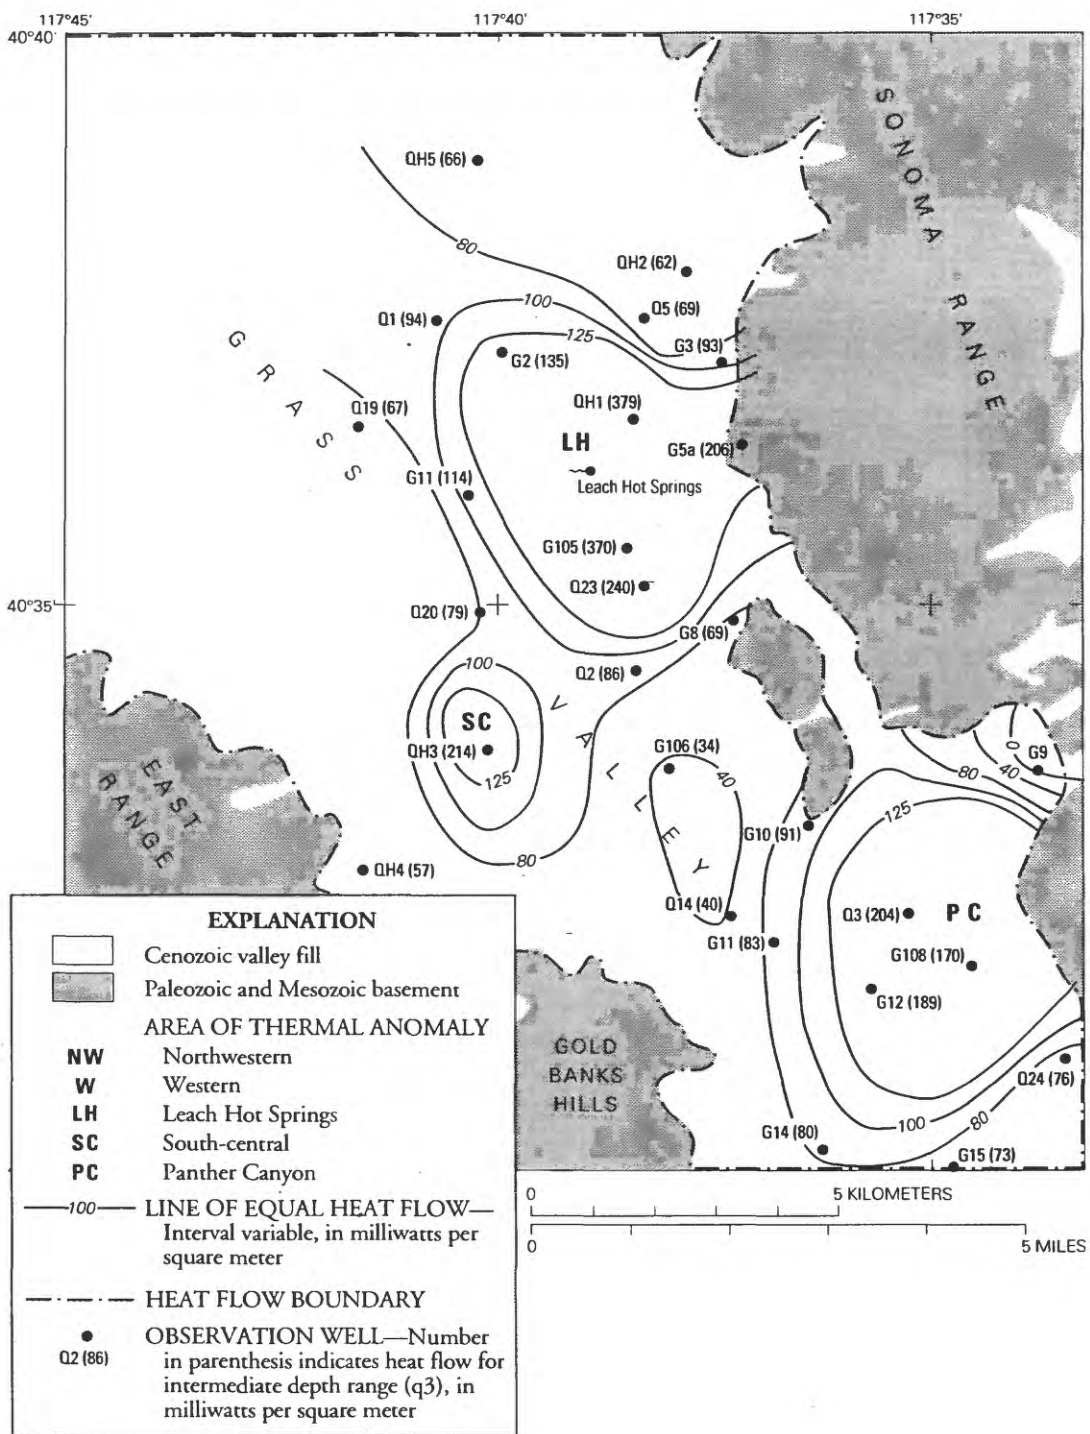 117°45' 117°40' 117°35'
40°40'
SONOMA RANGE
QH5 (66)
80
QH2 (62)
Q5 (69)
100
Q1 (94)
125
G3 (93)
G2 (135)
GRASS
Q19 (67)
QH1 (379)
LH
G5a (206)
Leach Hot Springs
G11 (114)
G105 (370)
Q23 (240)
40°35'
Q20 (79)
G8 (69)
100
Q2 (86)
SC
VALLEY
QH3 (214)
G106 (34)
0
G9
125
40
80
40
EAST
RANGE
125
G10 (91)
80
QH4 (57)
Q14 (40)
Q3 (204)
PC
G11 (83)
G108 (170)
G12 (189)
GOLD
BANKS
HILLS
Q24 (76)
100
80
G14 (80)
G15 (73)
EXPLANATION
Cenozoic valley fill
Paleozoic and Mesozoic basement
AREA OF THERMAL ANOMALY
NW Northwestern
W Western
LH Leach Hot Springs
SC South-central
PC Panther Canyon
100 LINE OF EQUAL HEAT FLOW—
Interval variable, in milliwatts per
square meter
HEAT FLOW BOUNDARY
OBSERVATION WELL—Number
Q2 (86) in parenthesis indicates heat flow for
intermediate depth range (q3), in
milliwatts per square meter
0 5 KILOMETERS
0 5 MILES